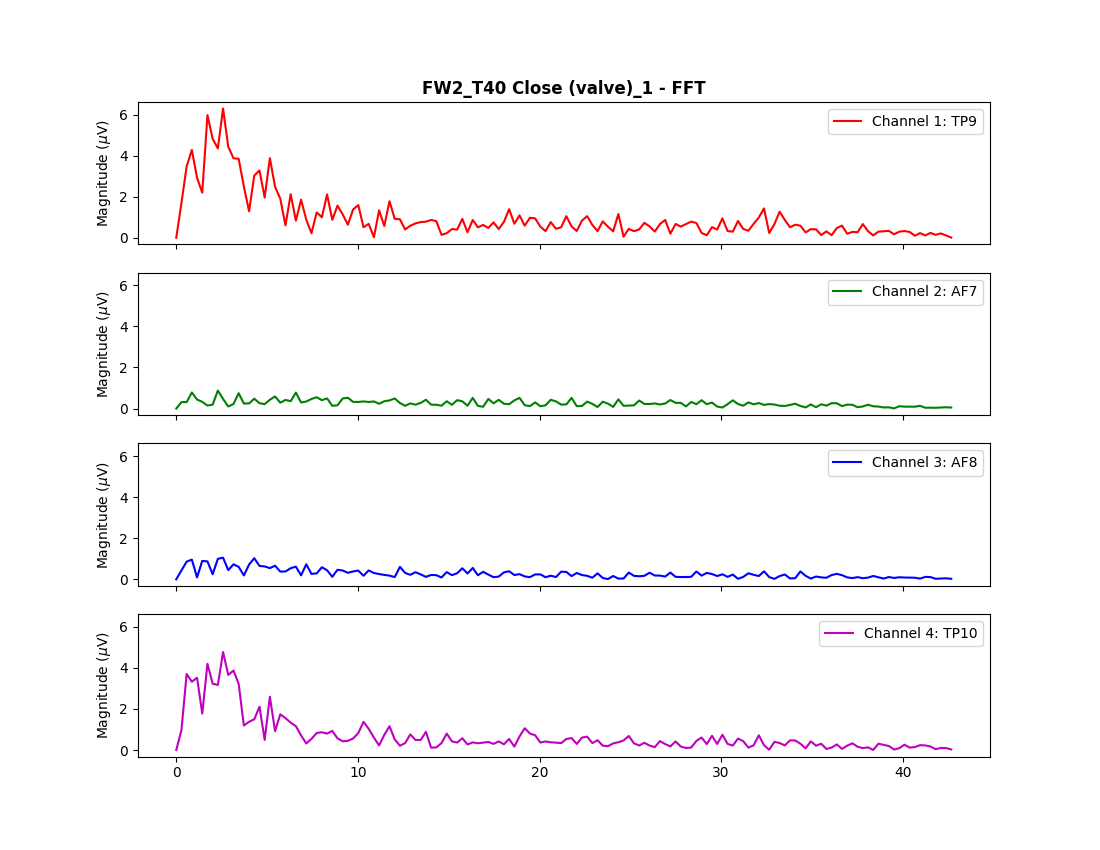 FW2_T40 Close (valve)_1 - FFT
Magnitude (μV)
6
4
2
0
Channel 1: TP9
Magnitude (μV)
6
4
2
0
Channel 2: AF7
Magnitude (μV)
6
4
2
0
Channel 3: AF8
Magnitude (μV)
6
4
2
0
Channel 4: TP10
0 10 20 30 40